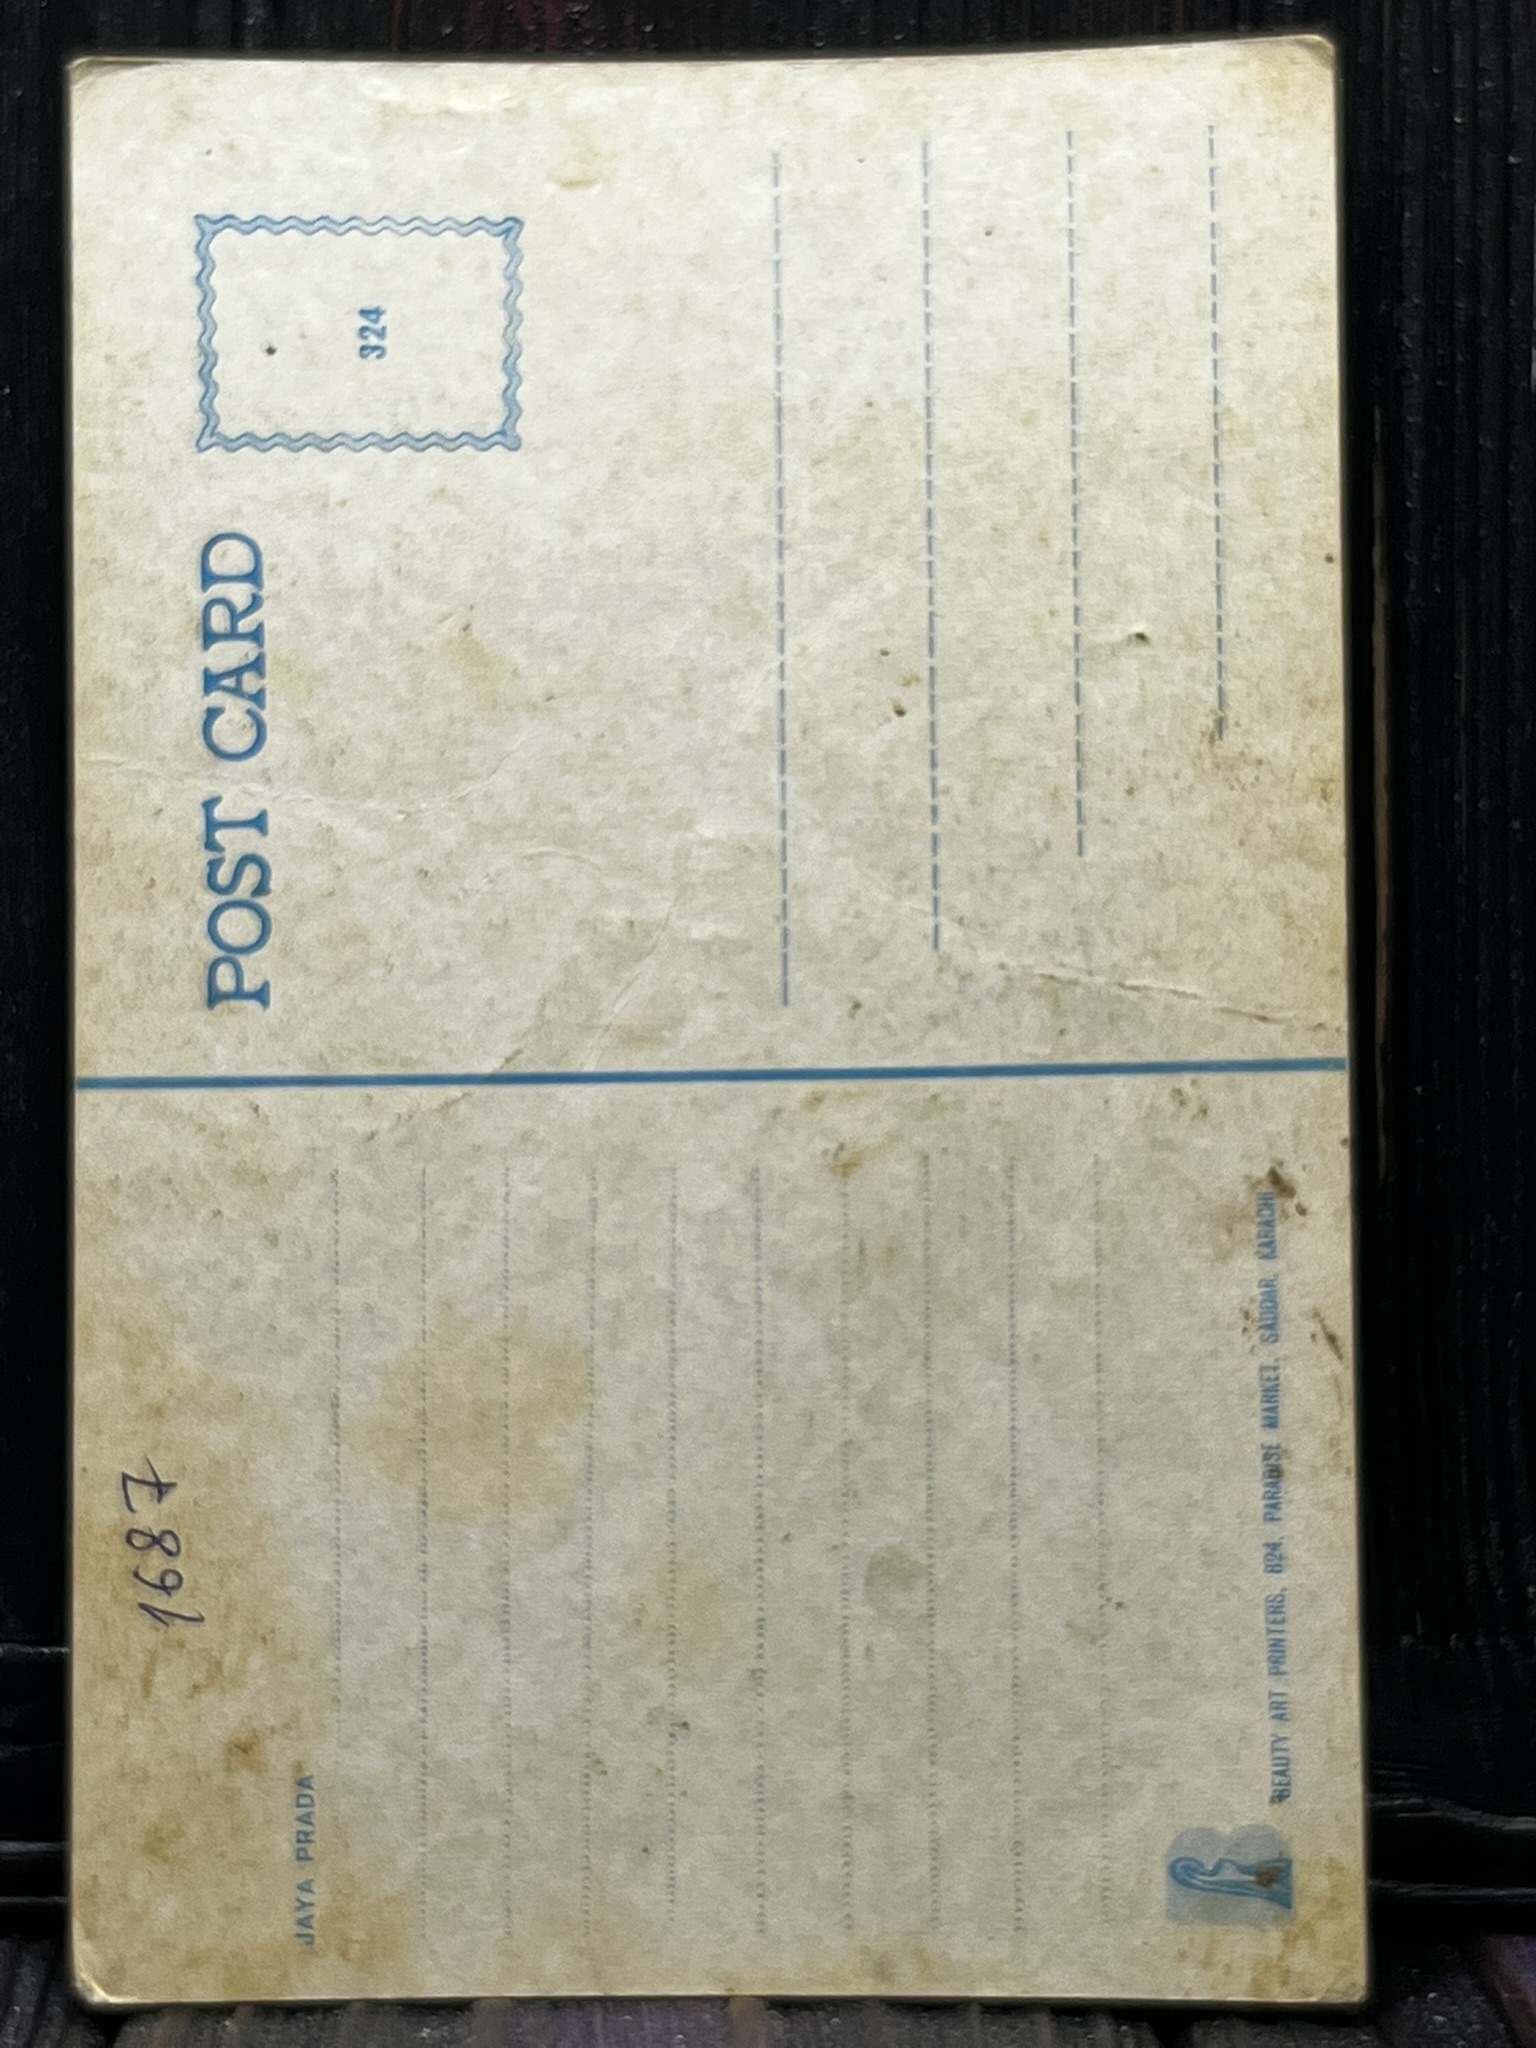 1687
JAYA PRADA
POST CARD
324
BEAUTY ART PRINTERS, 824, PARADISE MARKET, SADDAR, KARACHI